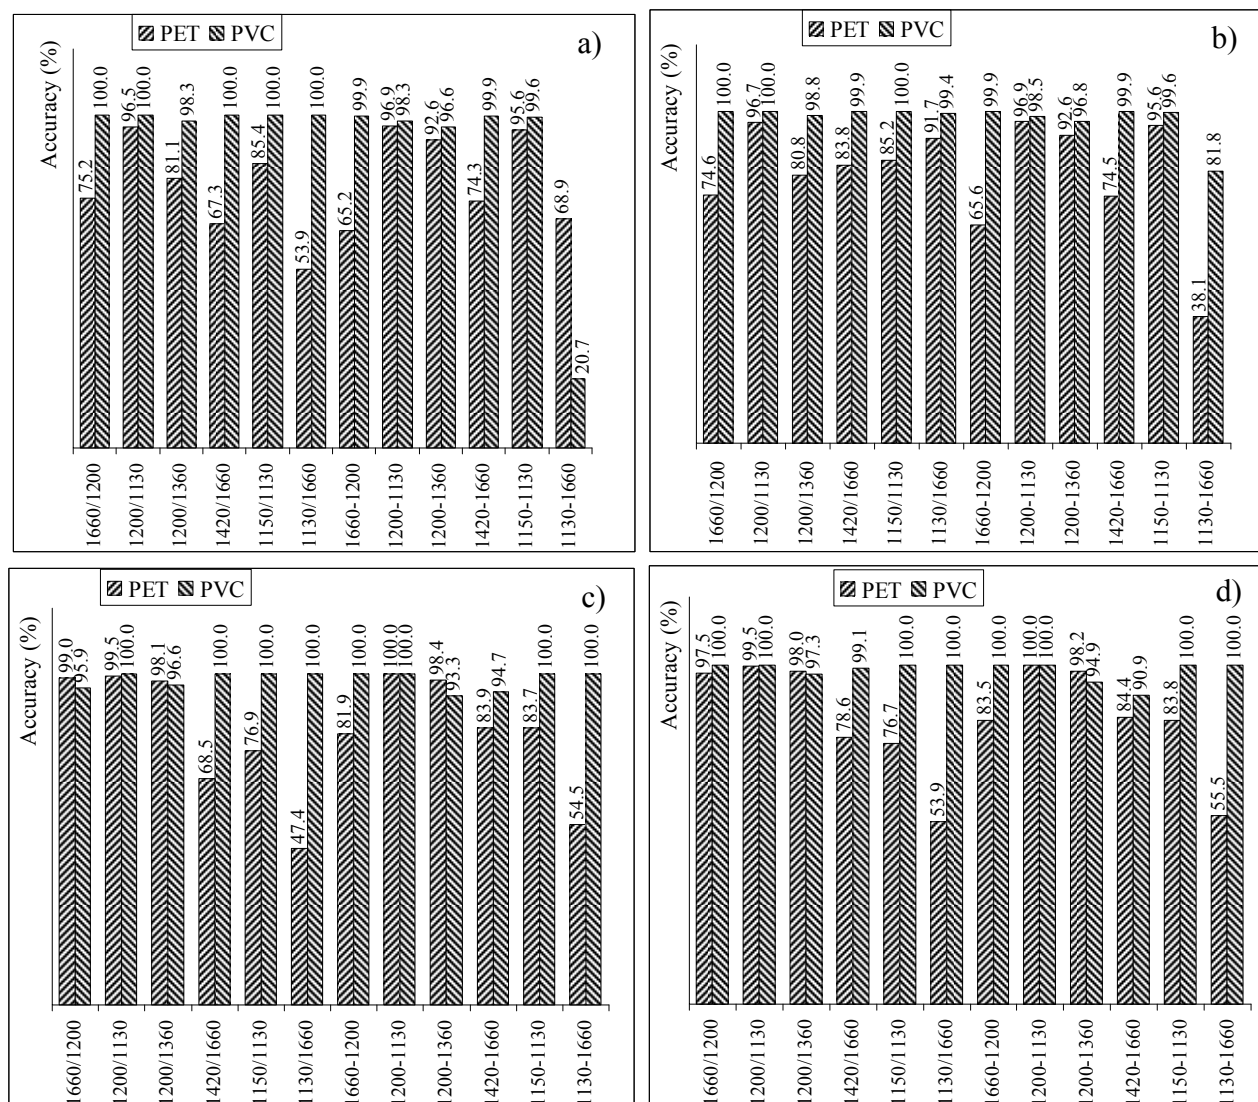 PET PVC
a)
Accuracy (%)
75.2 100.0 96.5 100.0 81.1 98.3 67.3 100.0 85.4 100.0 53.9 100.0 65.2 99.9 96.9 98.3 92.6 96.6 74.3 99.9 95.6 99.6 68.9 20.7
1660/1200 1200/1130 1200/1360 1420/1660 1150/1130 1130/1660 1660-1200 1200-1130 1200-1360 1420-1660 1150-1130 1130-1660
PET PVC
b)
Accuracy (%)
74.6 100.0 96.7 100.0 80.8 98.8 83.8 99.9 85.2 100.0 91.7 99.4 65.6 99.9 96.9 98.5 92.6 96.8 74.5 99.9 95.6 99.6 38.1 81.8
1660/1200 1200/1130 1200/1360 1420/1660 1150/1130 1130/1660 1660-1200 1200-1130 1200-1360 1420-1660 1150-1130 1130-1660
PET PVC
c)
Accuracy (%)
99.0 95.9 99.5 100.0 98.1 96.6 68.5 100.0 76.9 100.0 47.4 100.0 81.9 100.0 100.0 100.0 98.4 93.3 83.9 94.7 83.7 100.0 54.5 100.0
1660/1200 1200/1130 1200/1360 1420/1660 1150/1130 1130/1660 1660-1200 1200-1130 1200-1360 1420-1660 1150-1130 1130-1660
PET PVC
d)
Accuracy (%)
97.5 100.0 99.5 100.0 98.0 97.3 78.6 99.1 76.7 100.0 53.9 100.0 83.5 100.0 100.0 100.0 98.2 94.9 84.4 90.9 83.8 100.0 55.5 100.0
1660/1200 1200/1130 1200/1360 1420/1660 1150/1130 1130/1660 1660-1200 1200-1130 1200-1360 1420-1660 1150-1130 1130-1660